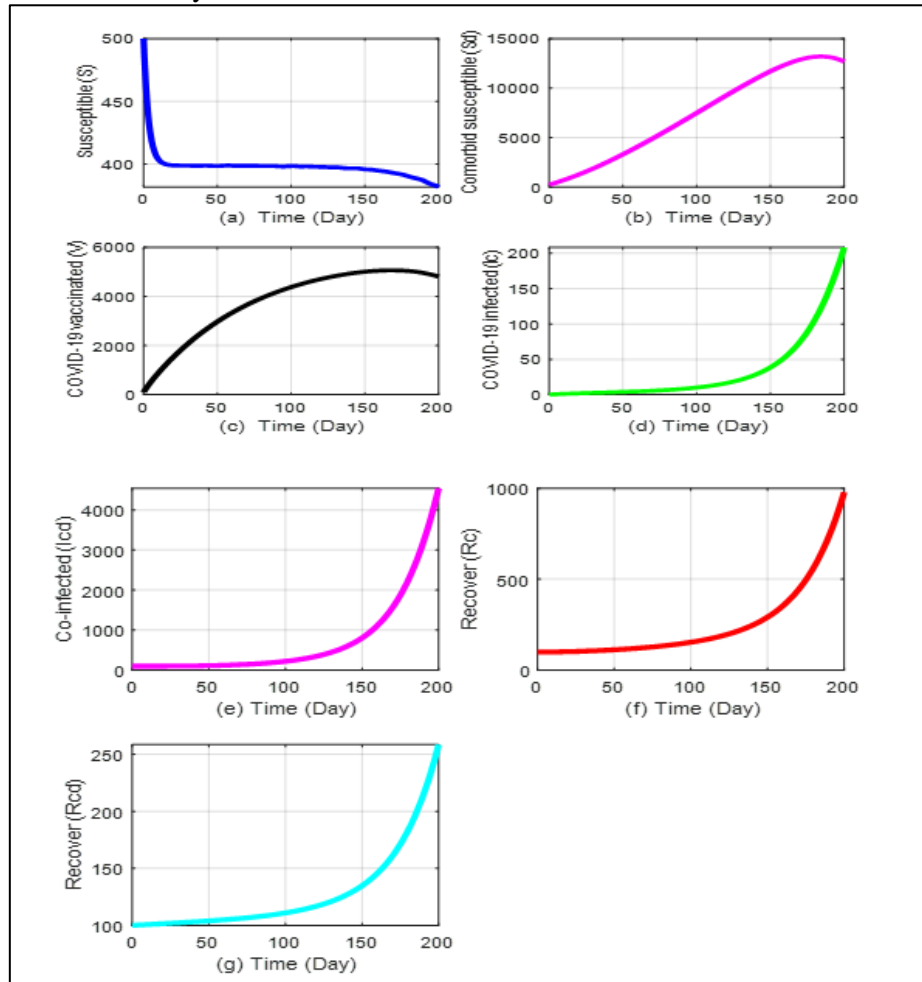 500
450
400
Susceptible (S)
0 50 100 150 200
(a) Time (Day)
15000
10000
5000
0
Comorbid susceptible (Sd)
0 50 100 150 200
(b) Time (Day)
6000
4000
2000
0
COVID-19 vaccinated (V)
0 50 100 150 200
(c) Time (Day)
200
150
100
50
0
COVID-19 infected (Ic)
0 50 100 150 200
(d) Time (Day)
4000
3000
2000
1000
0
Co-infected (Icd)
0 50 100 150 200
(e) Time (Day)
1000
500
0
Recover (Rc)
0 50 100 150 200
(f) Time (Day)
250
200
150
100
Recover (Rcd)
0 50 100 150 200
(g) Time (Day)